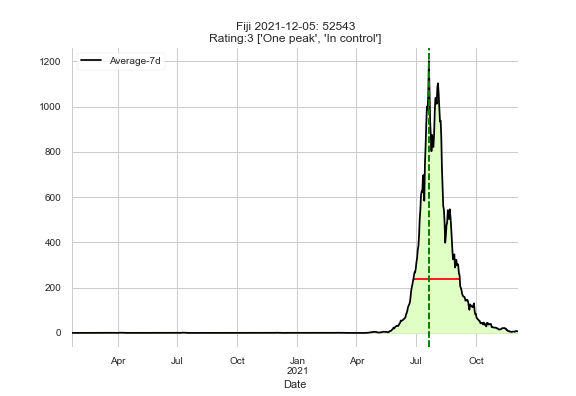 Fiji 2021-12-05: 52543
Rating:3 ['One peak', 'In control']
Average-7d
1200
1000
800
600
400
200
0
Apr Jul Oct Jan Apr Jul Oct
2021
Date